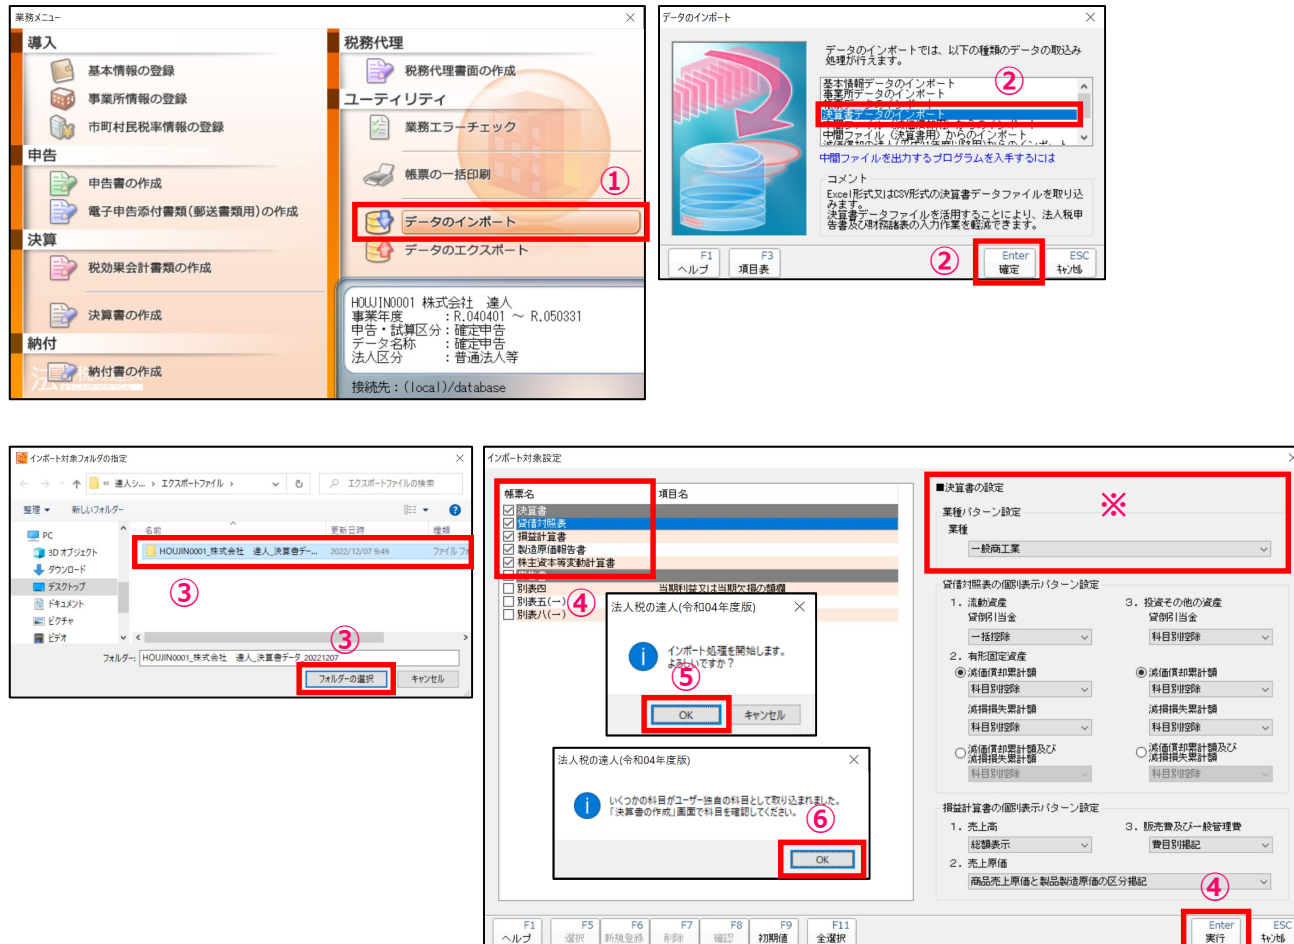 業務メニュー
導入
基本情報の登録
事業所情報の登録
市町村民税率情報の登録
申告
申告書の作成
電子申告添付書類(郵送書類用)の作成
決算
税効果会計書類の作成
決算書の作成
納付
納付書の作成
税務代理
税務代理書面の作成
ユーティリティ
業務エラーチェック
帳票の一括印刷
①
データのインポート
データのエクスポート
HOUJIN0001 株式会社 達人
事業年度 :R.040401 ~ R.050331
申告・試算区分:確定申告
データ名称 :確定申告
法人区分 :普通法人等
接続先:(local)/database
データのインポート
データのインポートでは、以下の種類のデータの取込み
処理が行えます。
②
基本情報データのインポート
事業所データのインポート
決算書データのインポート
中間ファイル(決算書用)からのインポート
中間ファイルを出力するプログラムを入手するには
コメント
Excel形式又はCSV形式の決算書データファイルを取り込
みます。
決算書データファイルを活用することにより、法人税申
告書及び財務諸表の入力作業を軽減できます。
F1 ヘルプ
F3 項目表
②
Enter 確定
ESC ｷｬﾝｾﾙ
インポート対象フォルダの指定
« 達人シ... › エクスポートファイル ›
エクスポートファイルの検索
整理 ▼ 新しいフォルダー
PC
3D オブジェクト
ダウンロード
デスクトップ
ドキュメント
ピクチャ
ビデオ
名前 更新日時 種類
HOUJIN0001_株式会社 達人_決算書デー... 2022/12/07 9:49 ファイル フォ
③
③
フォルダー: HOUJIN0001_株式会社 達人_決算書データ_20221207
フォルダーの選択 キャンセル
インポート対象設定
帳票名 項目名
決算書
貸借対照表
損益計算書
製造原価報告書
株主資本等変動計算書
申告書
別表四 当期利益又は当期欠損の額欄
別表五(一)
別表八(一)
④
法人税の達人(令和04年度版)
インポート処理を開始します。
よろしいですか?
⑤
OK キャンセル
法人税の達人(令和04年度版)
いくつかの科目がユーザー独自の科目として取り込まれました。
「決算書の作成」画面で科目を確認してください。
⑥
OK
■決算書の設定
※
業種パターン設定
業種
一般商工業
貸借対照表の個別表示パターン設定
1. 流動資産
貸倒引当金
一括控除
2. 有形固定資産
減価償却累計額
科目別控除
減損損失累計額
科目別控除
減価償却累計額及び
減損損失累計額
科目別控除
3. 投資その他の資産
貸倒引当金
科目別控除
減価償却累計額
科目別控除
減損損失累計額
科目別控除
減価償却累計額及び
減損損失累計額
科目別控除
損益計算書の個別表示パターン設定
1. 売上高
総額表示
3. 販売費及び一般管理費
費目別掲記
2. 売上原価
商品売上原価と製品製造原価の区分掲記
④
F1 ヘルプ
F5 選択
F6 新規登録
F7 削除
F8 確認
F9 初期値
F11 全選択
Enter 実行
ESC ｷｬﾝｾﾙ